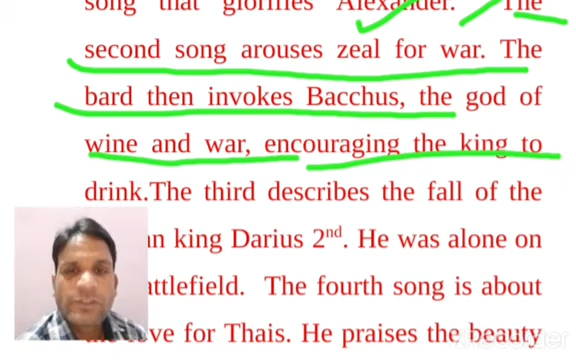 song that glorifies Alexander. The
second song arouses zeal for war. The
bard then invokes Bacchus, the god of
wine and war, encouraging the king to
drink.The third describes the fall of the
king Darius 2nd. He was alone on
The fourth song is about
for Thais. He praises the beauty